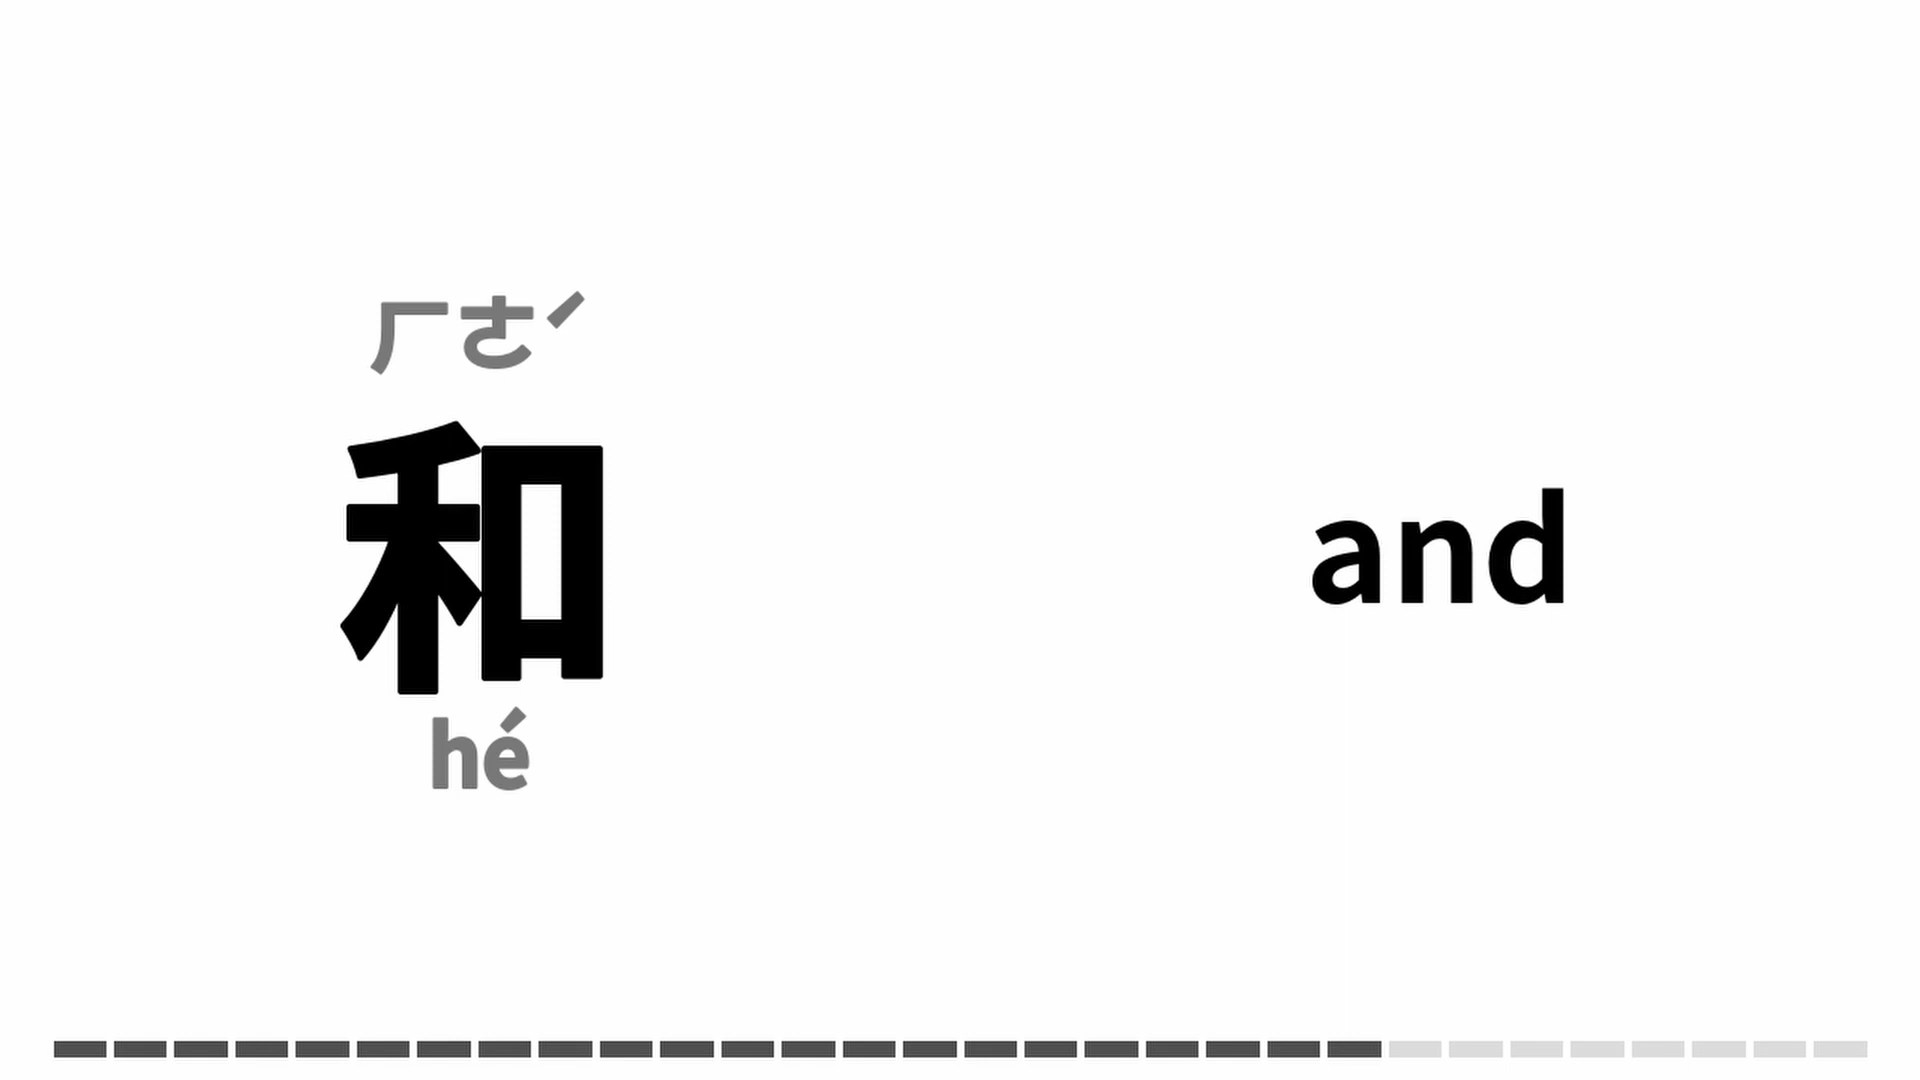 ㄏㄜˊ
和
hé
and